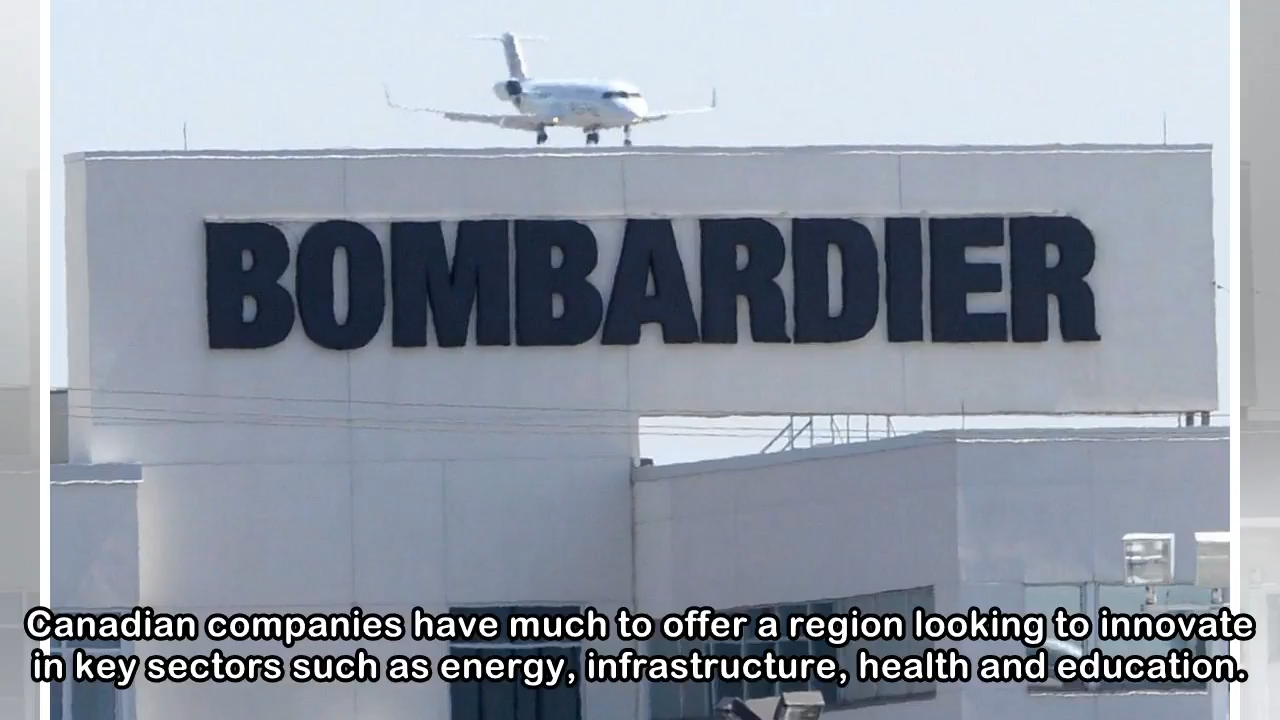 BOMBARDIER
Canadian companies have much to offer a region looking to innovate
in key sectors such as energy, infrastructure, health and education.